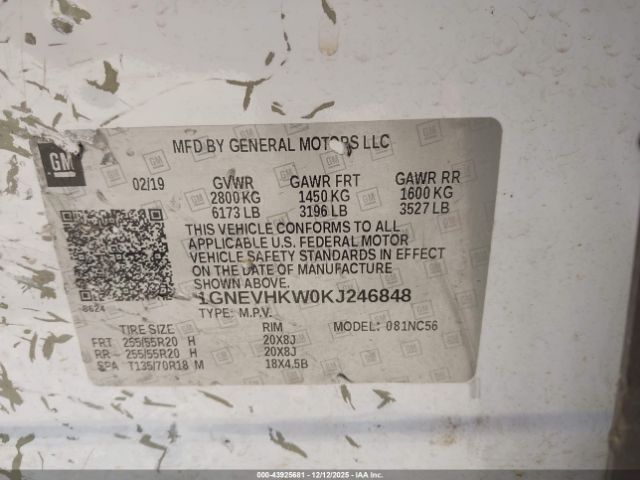 GM
MFD BY GENERAL MOTORS LLC
02/19 GVWR GAWR FRT GAWR RR
2800 KG 1450 KG 1600 KG
6173 LB 3196 LB 3527 LB
THIS VEHICLE CONFORMS TO ALL
APPLICABLE U.S. FEDERAL MOTOR
VEHICLE SAFETY STANDARDS IN EFFECT
ON THE DATE OF MANUFACTURE
SHOWN ABOVE.
1GNEVHKW0KJ246848
8624
TYPE: M.P.V.
TIRE SIZE RIM MODEL: 081NC56
FRT 255/55R20 H 20X8J
RR 255/55R20 H 20X8J
SPA T135/70R18 M 18X4.5B
000-43925681 - 12/12/2025 - iaai.com